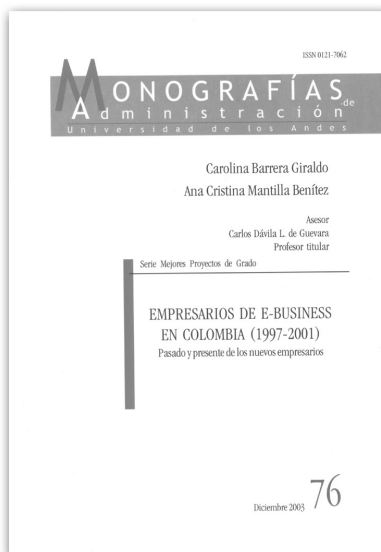 ISSN 0121-7062
MONOGRAFÍAS
de
Administración
Universidad de los Andes
Carolina Barrera Giraldo
Ana Cristina Mantilla Benítez
Asesor
Carlos Dávila L. de Guevara
Profesor titular
Serie Mejores Proyectos de Grado
EMPRESARIOS DE E-BUSINESS
EN COLOMBIA (1997-2001)
Pasado y presente de los nuevos empresarios
Diciembre 2003 76